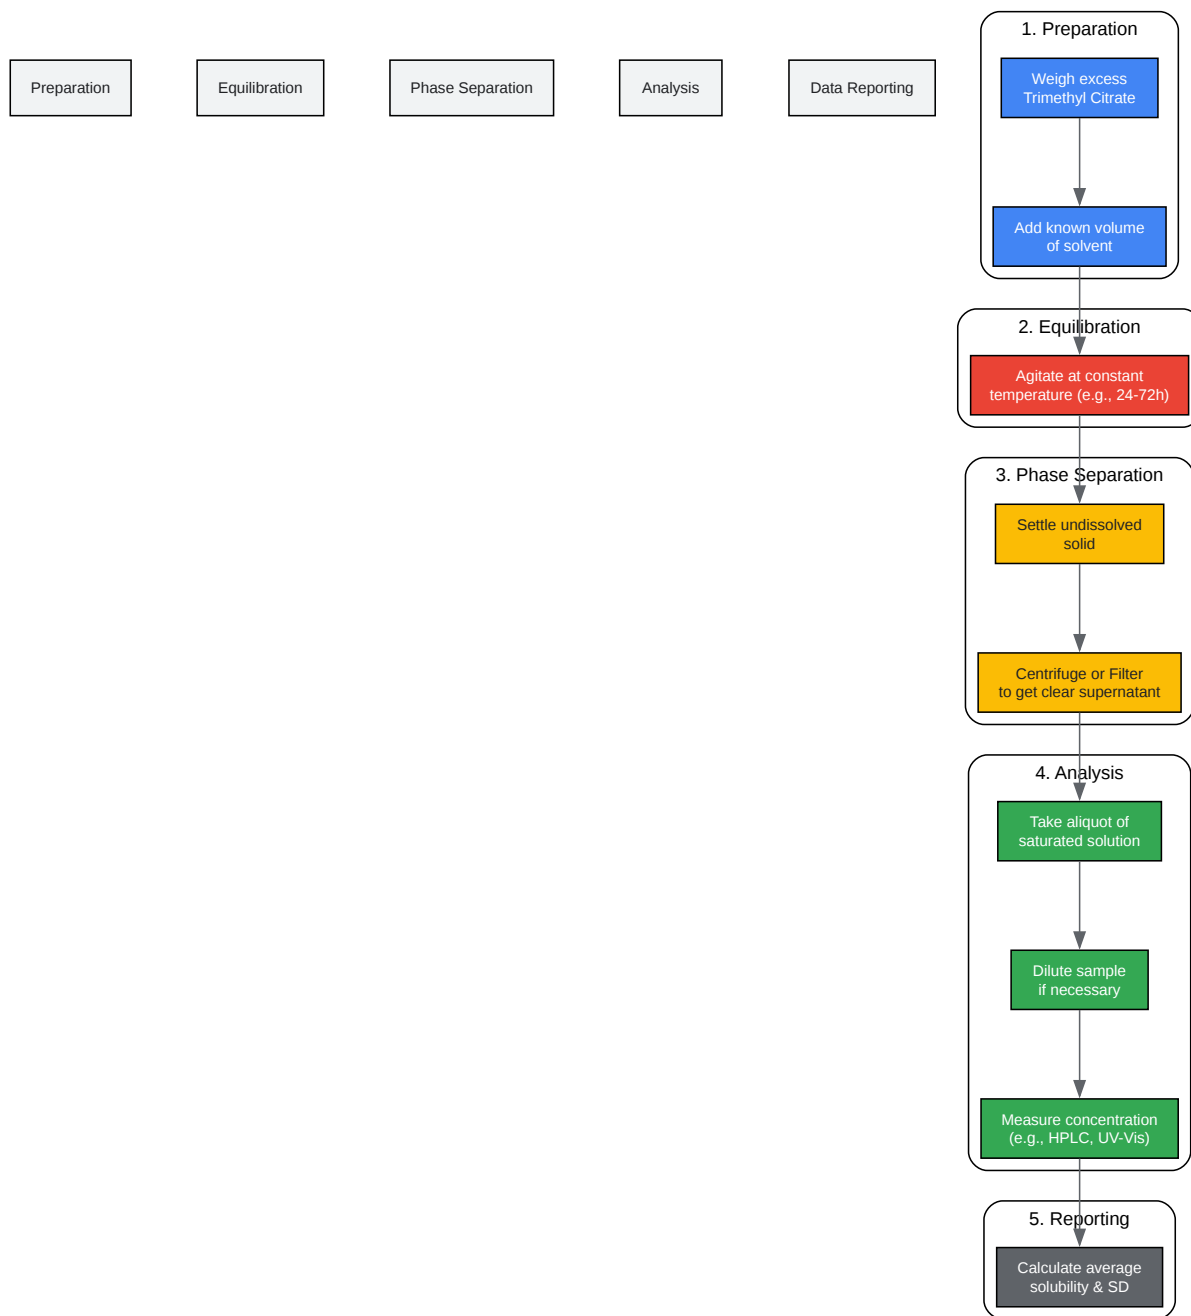 Preparation
Equilibration
Phase Separation
Analysis
Data Reporting
1. Preparation
Weigh excess
Trimethyl Citrate
Add known volume
of solvent
2. Equilibration
Agitate at constant
temperature (e.g., 24-72h)
3. Phase Separation
Settle undissolved
solid
Centrifuge or Filter
to get clear supernatant
4. Analysis
Take aliquot of
saturated solution
Dilute sample
if necessary
Measure concentration
(e.g., HPLC, UV-Vis)
5. Reporting
Calculate average
solubility & SD